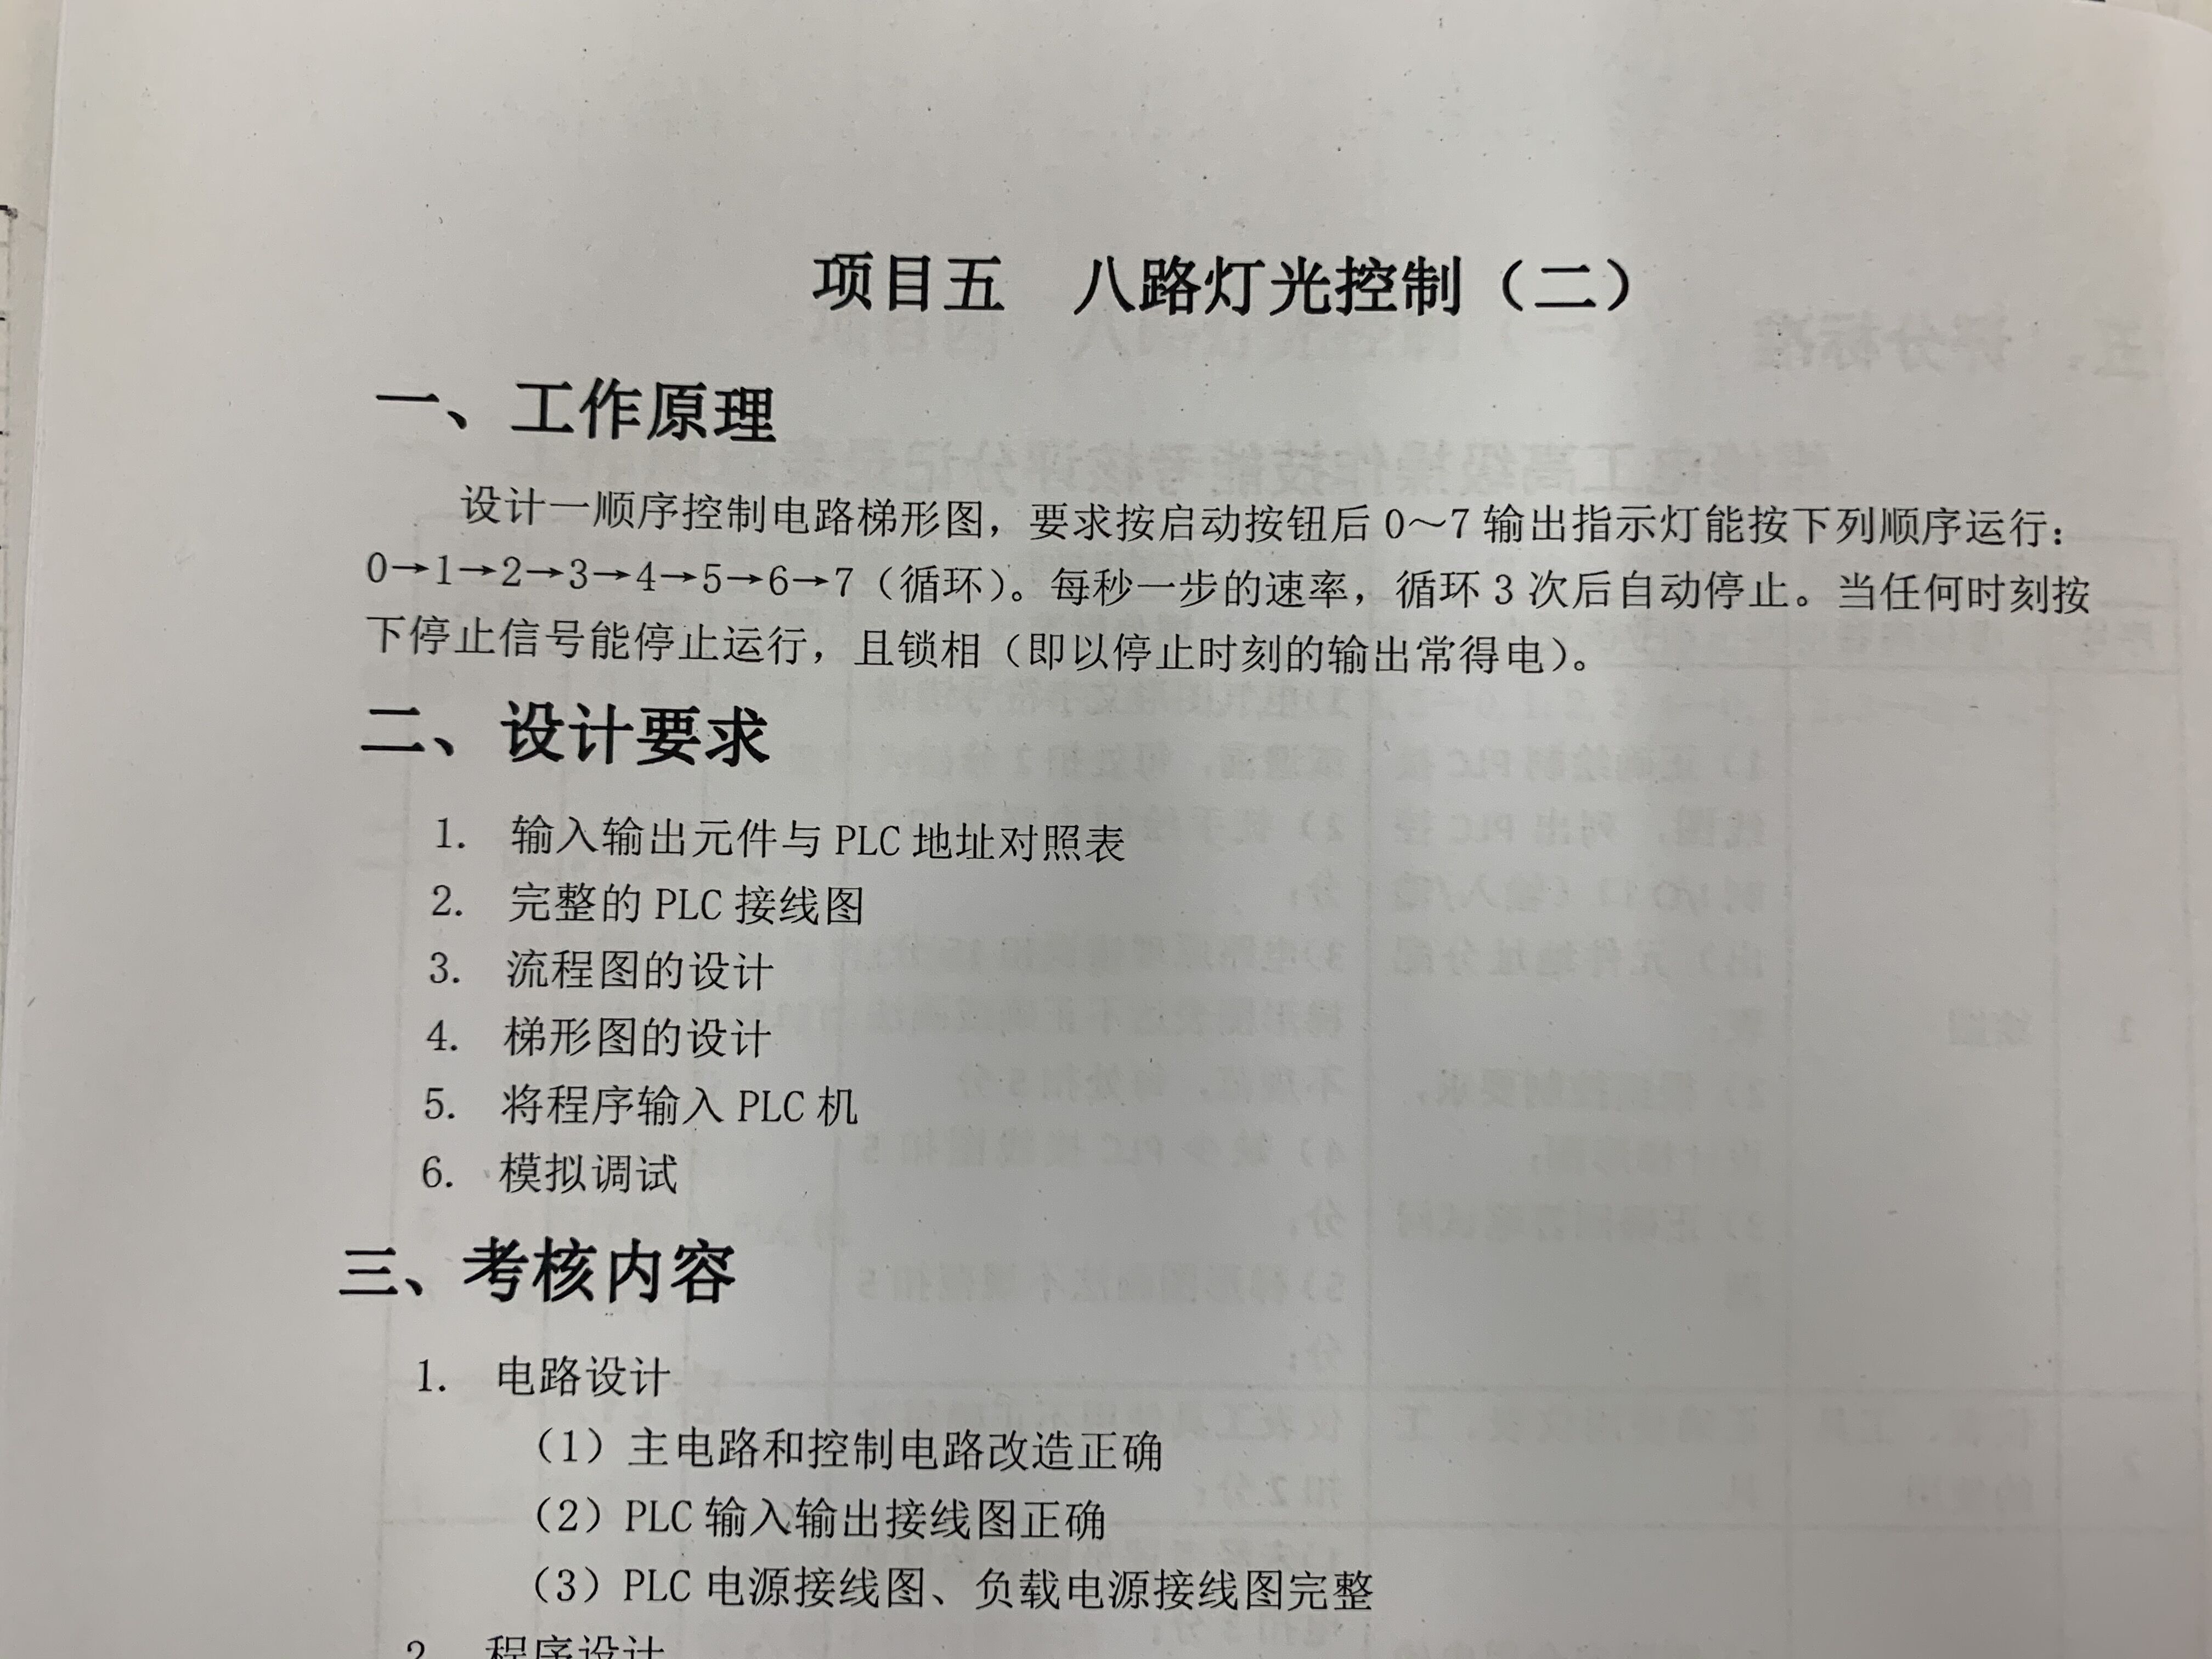 项目五 八路灯光控制（二）
一、工作原理
设计一顺序控制电路梯形图，要求按启动按钮后 0～7 输出指示灯能按下列顺序运行：
0→1→2→3→4→5→6→7（循环）。每秒一步的速率，循环 3 次后自动停止。当任何时刻按
下停止信号能停止运行，且锁相（即以停止时刻的输出常得电）。
二、设计要求
1. 输入输出元件与 PLC 地址对照表
2. 完整的 PLC 接线图
3. 流程图的设计
4. 梯形图的设计
5. 将程序输入 PLC 机
6. 模拟调试
三、考核内容
1. 电路设计
（1）主电路和控制电路改造正确
（2）PLC 输入输出接线图正确
（3）PLC 电源接线图、负载电源接线图完整
2. 程序设计